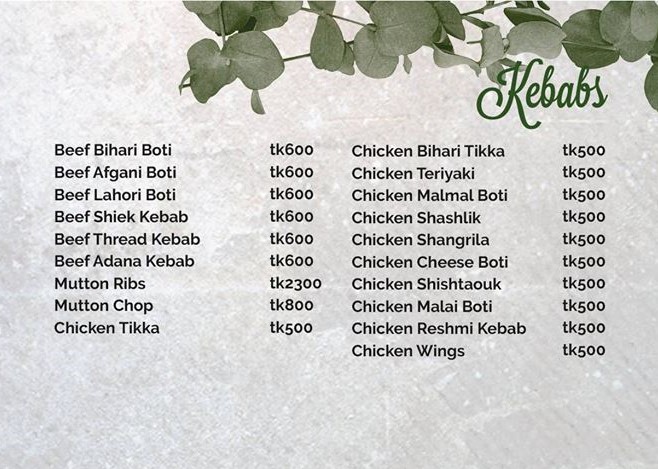 Kebabs
Beef Bihari Boti tk600
Beef Afgani Boti tk600
Beef Lahori Boti tk600
Beef Shiek Kebab tk600
Beef Thread Kebab tk600
Beef Adana Kebab tk600
Mutton Ribs tk2300
Mutton Chop tk800
Chicken Tikka tk500
Chicken Bihari Tikka tk500
Chicken Teriyaki tk500
Chicken Malmal Boti tk500
Chicken Shashlik tk500
Chicken Shangrila tk500
Chicken Cheese Boti tk500
Chicken Shishtaouk tk500
Chicken Malai Boti tk500
Chicken Reshmi Kebab tk500
Chicken Wings tk500